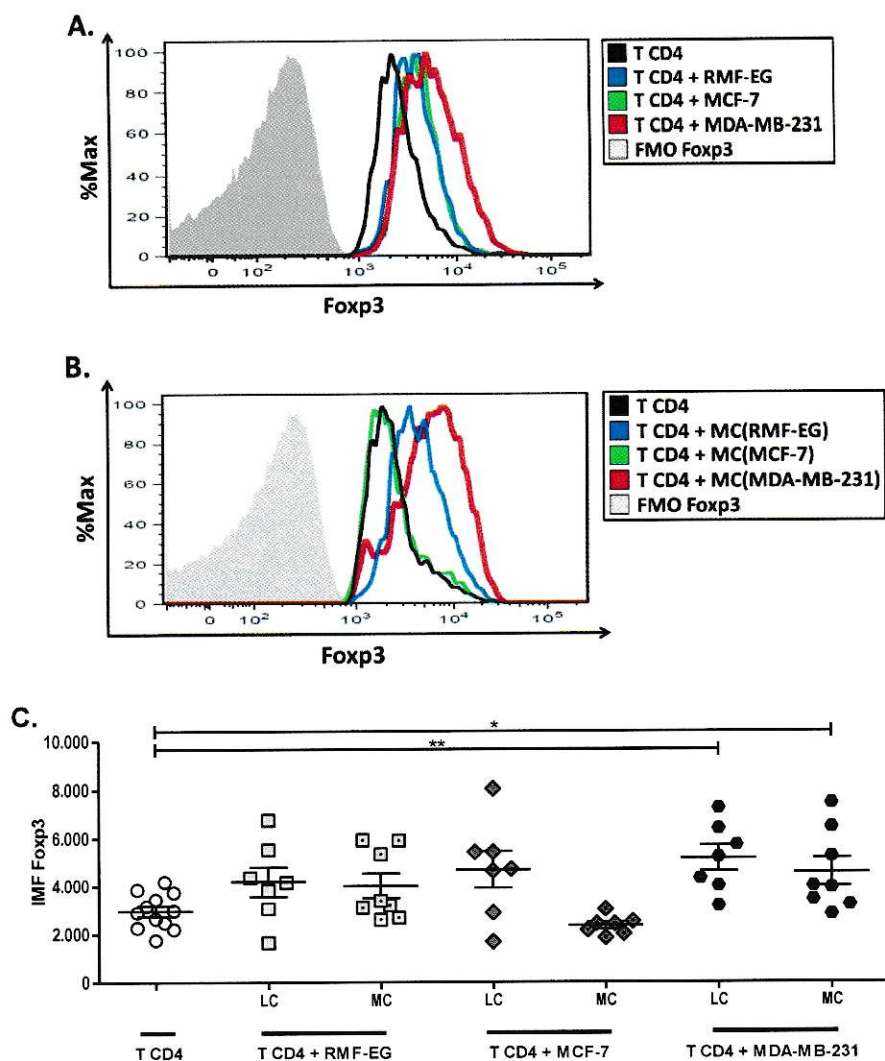 A.
100
80
60
40
20
0
%Max
0 10² 10³ 10⁴ 10⁵
Foxp3
T CD4
T CD4 + RMF-EG
T CD4 + MCF-7
T CD4 + MDA-MB-231
FMO Foxp3
B.
100
80
60
40
20
0
%Max
0 10² 10³ 10⁴ 10⁵
Foxp3
T CD4
T CD4 + MC(RMF-EG)
T CD4 + MC(MCF-7)
T CD4 + MC(MDA-MB-231)
FMO Foxp3
C.
*
**
10.000
8.000
6.000
4.000
2.000
0
IMF Foxp3
LC MC LC MC LC MC
T CD4 T CD4 + RMF-EG T CD4 + MCF-7 T CD4 + MDA-MB-231